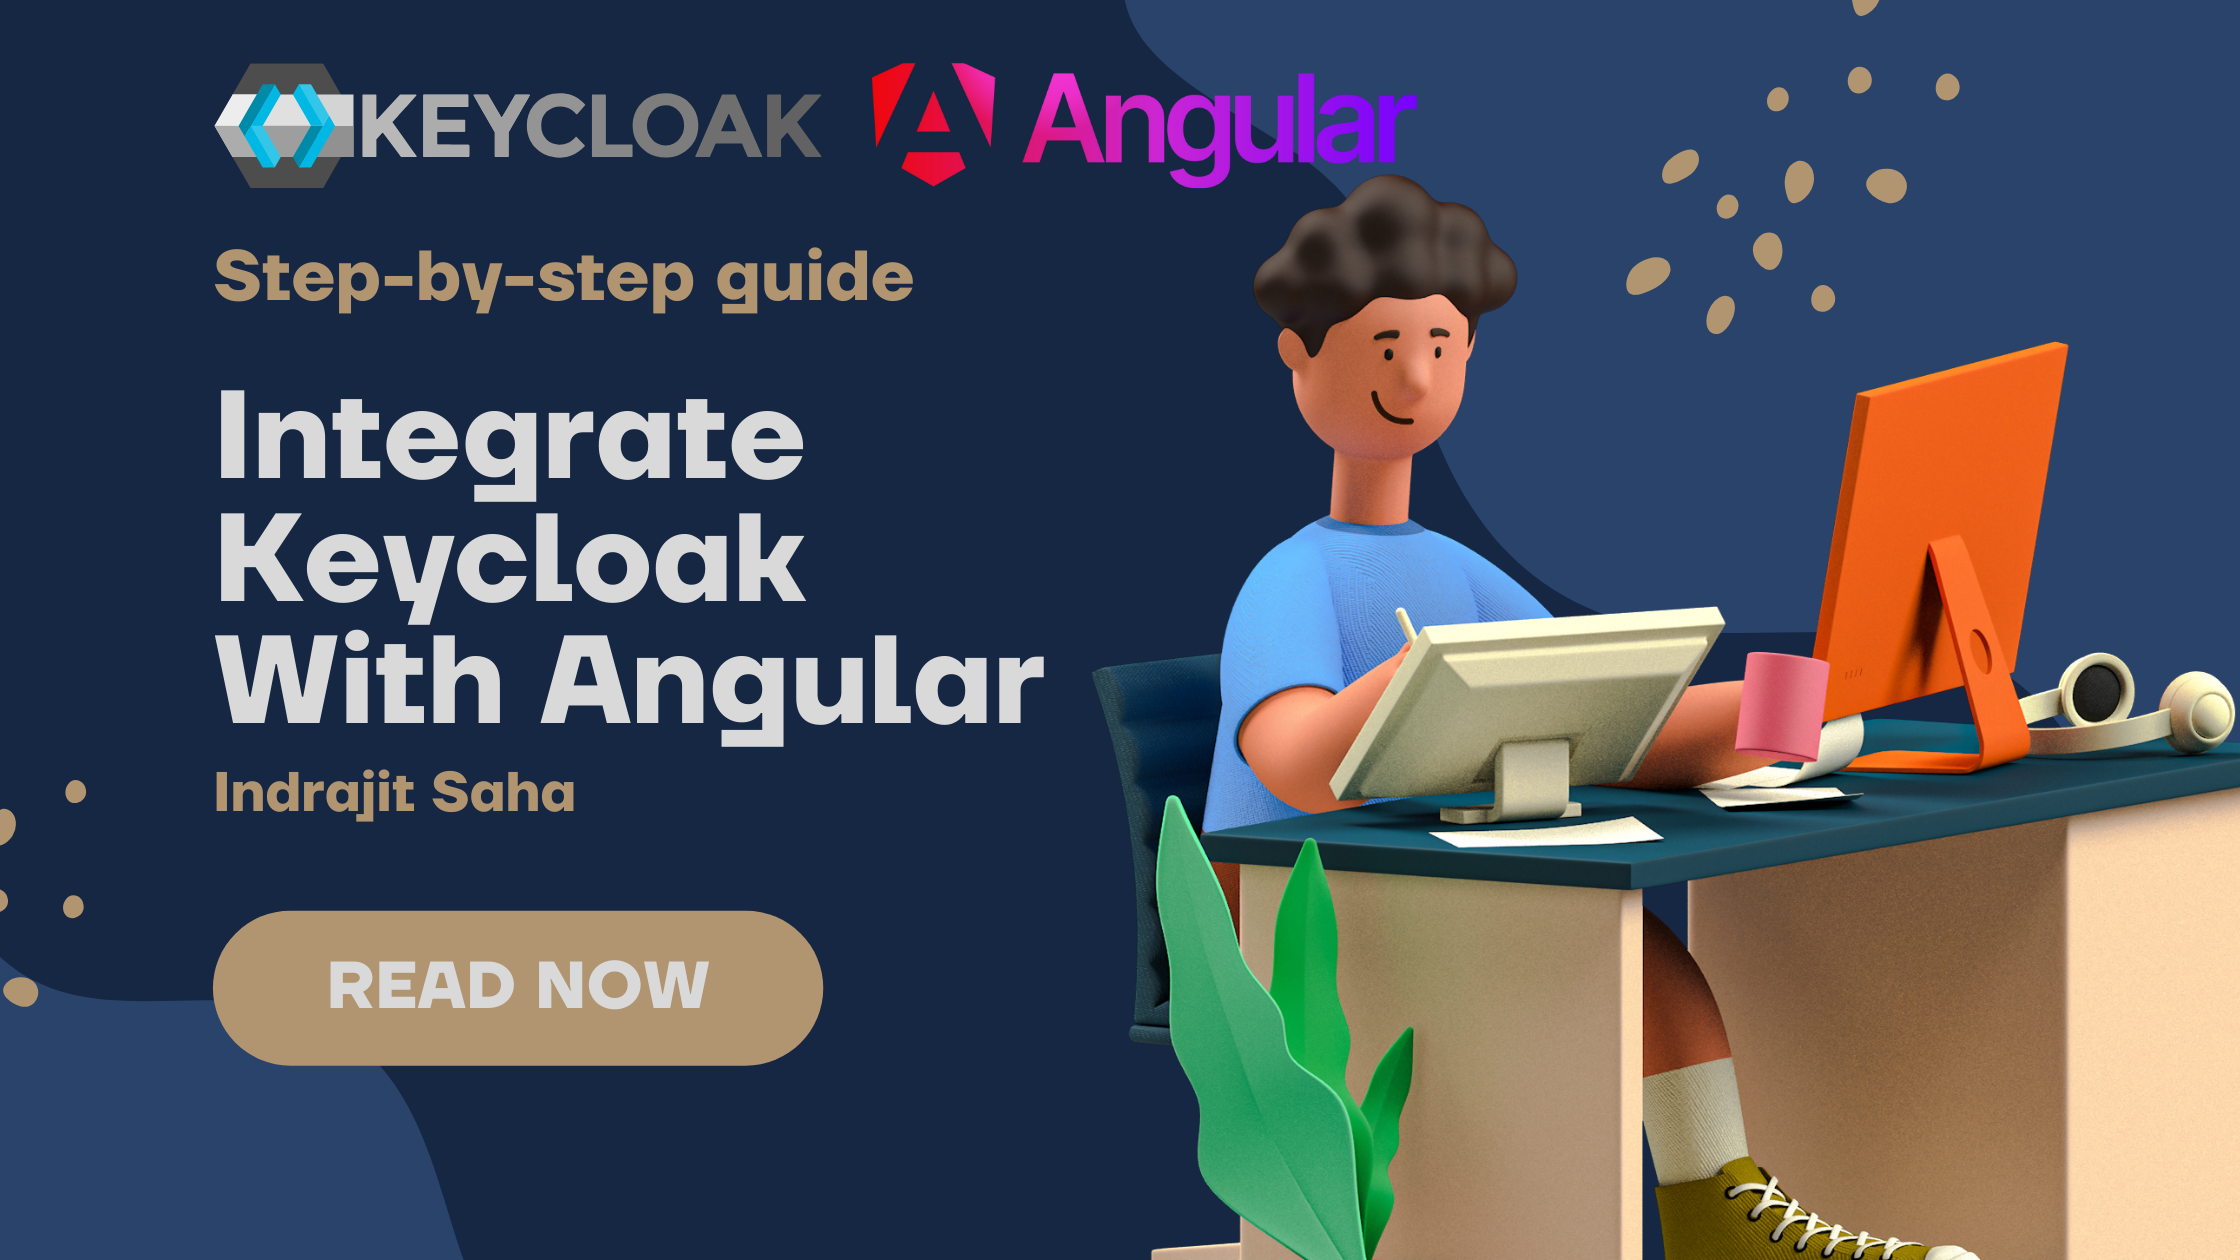 KEYCLOAK Angular
Step-by-step guide
Integrate
Keycloak
With Angular
Indrajit Saha
READ NOW